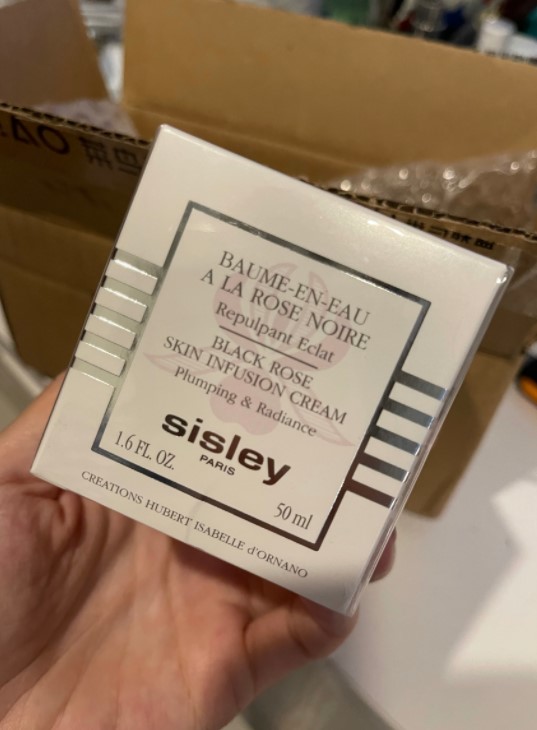 BAUME-EN-EAU
A LA ROSE NOIRE
Repulpant Eclat
BLACK ROSE
SKIN INFUSION CREAM
Plumping & Radiance
sisley
PARIS
1.6 FL. OZ.
50 ml
CREATIONS HUBERT ISABELLE d'ORNANO